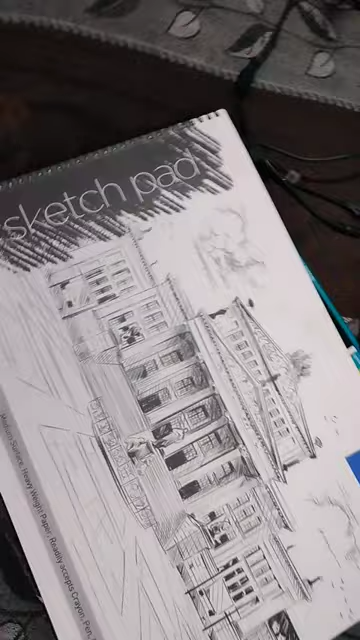 sketch pad
Medium Surface, Heavy Weight Paper, Readily accepts Crayon, Pen,